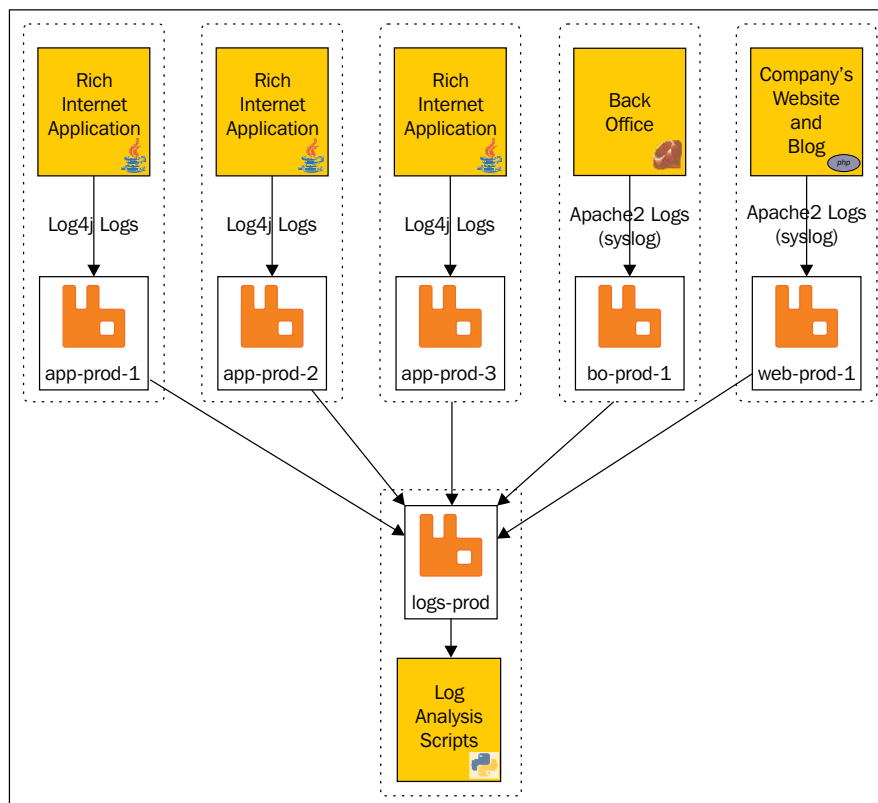 Rich
Internet
Application
Rich
Internet
Application
Rich
Internet
Application
Back
Office
Company's
Website
and
Blog
php
Log4j Logs
Log4j Logs
Log4j Logs
Apache2 Logs
(syslog)
Apache2 Logs
(syslog)
app-prod-1
app-prod-2
app-prod-3
bo-prod-1
web-prod-1
logs-prod
Log
Analysis
Scripts